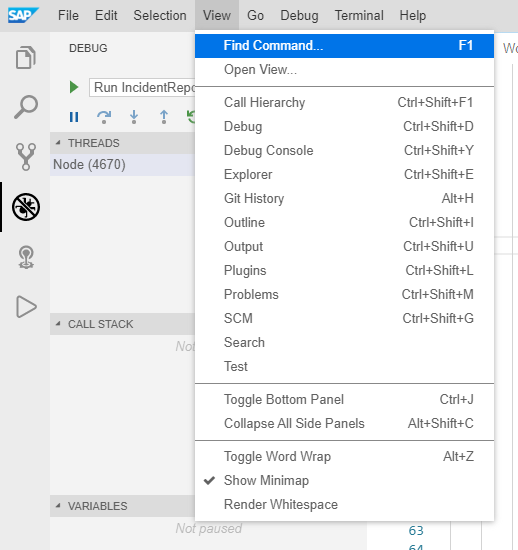 SAP File Edit Selection View Go Debug Terminal Help
DEBUG
Find Command... F1
Open View...
Run IncidentRepo
Call Hierarchy Ctrl+Shift+F1
Debug Ctrl+Shift+D
THREADS
Debug Console Ctrl+Shift+Y
Node (4670)
Explorer Ctrl+Shift+E
Git History Alt+H
Outline Ctrl+Shift+I
Output Ctrl+Shift+U
Plugins Ctrl+Shift+L
Problems Ctrl+Shift+M
SCM Ctrl+Shift+G
CALL STACK
Search
Not
Test
Toggle Bottom Panel Ctrl+J
Collapse All Side Panels Alt+Shift+C
Toggle Word Wrap Alt+Z
Show Minimap
Render Whitespace
VARIABLES
Not paused
63
64